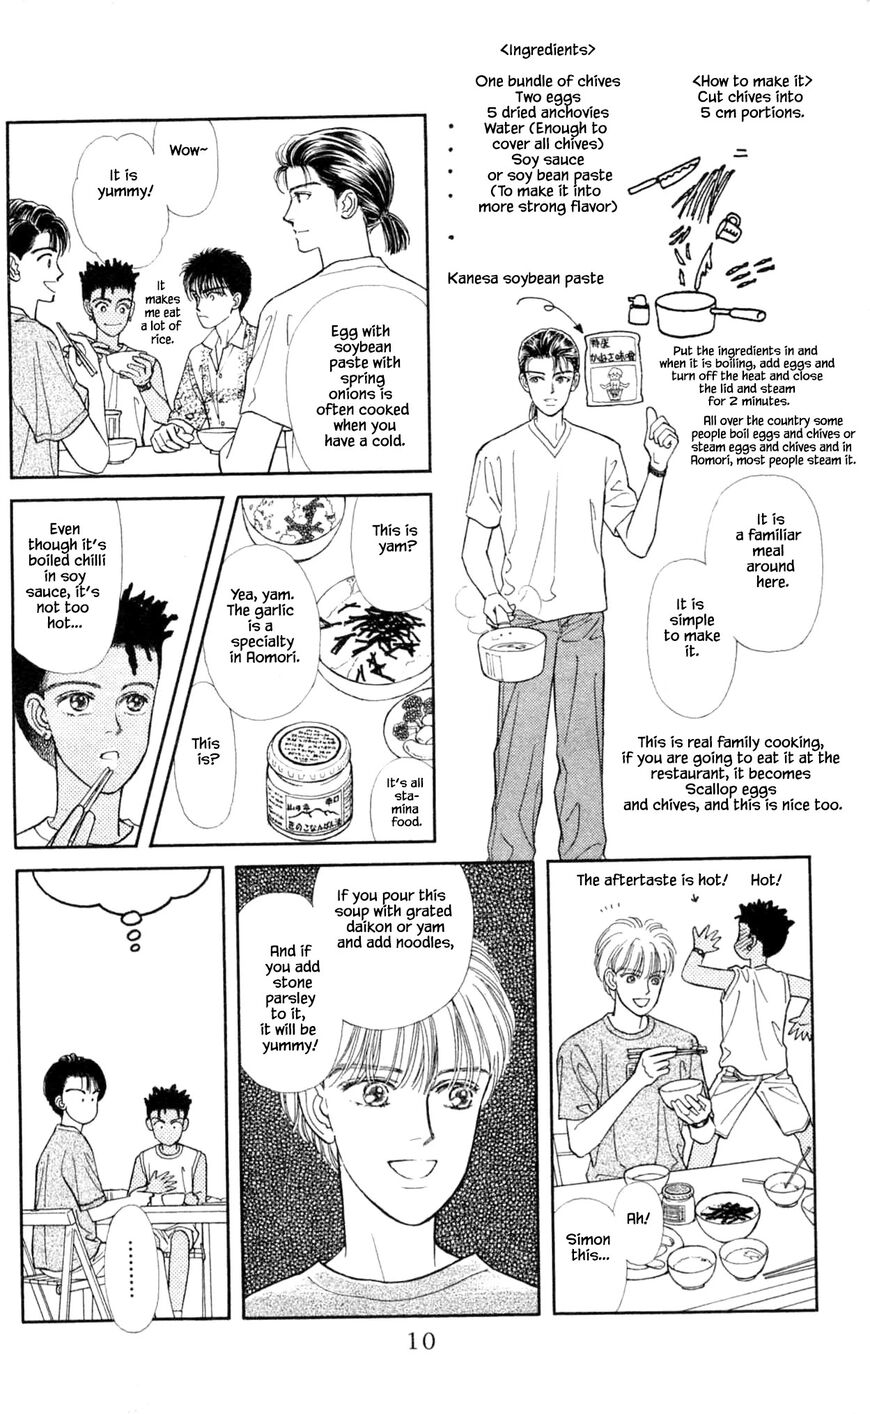 <Ingredients>
One bundle of chives
Two eggs
5 dried anchovies
Water (Enough to
cover all chives)
Soy sauce
or soy bean paste
(To make it into
more strong flavor)
<How to make it>
Cut chives into
5 cm portions.
Kanesa soybean paste
Put the ingredients in and
when it is boiling, add eggs and
turn off the heat and close
the lid and steam
for 2 minutes.
All over the country some
people boil eggs and chives or
steam eggs and chives and in
Aomori, most people steam it.
It is
a familiar
meal
around
here.
It is
simple
to make
it.
This is real family cooking,
if you are going to eat it at the
restaurant, it becomes
Scallop eggs
and chives, and this is nice too.
Wow~
It is
yummy!
It
makes
me eat
a lot of
rice.
Egg with
soybean
paste with
spring
onions is
often cooked
when you
have a cold.
Even
though it's
boiled chilli
in soy
sauce, it's
not too
hot...
This is
yam?
Yea, yam.
The garlic
is a
specialty
in Aomori.
This
is?
It's all
sta-
mina
food.
If you pour this
soup with grated
daikon or yam
and add noodles,
And if
you add
stone
parsley
to it,
it will be
yummy!
The aftertaste is hot!
Hot!
Ah!
Simon
this...
.........
10